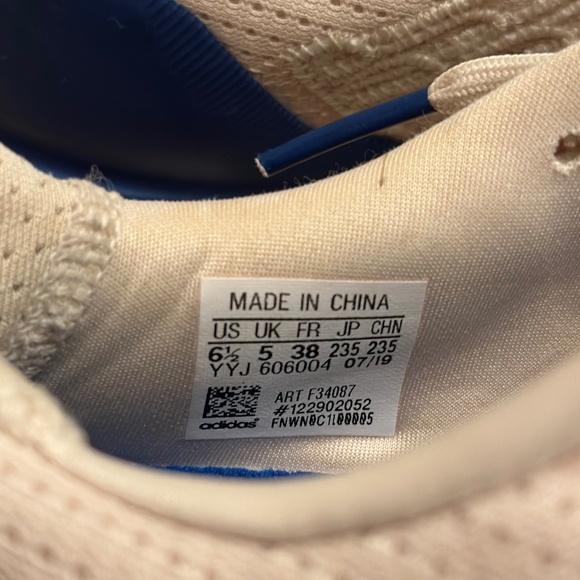 MADE IN CHINA
US UK FR JP CHN
6½ 5 38 235 235
YYJ 606004 07/19
ART F34087
#122902052
adidas